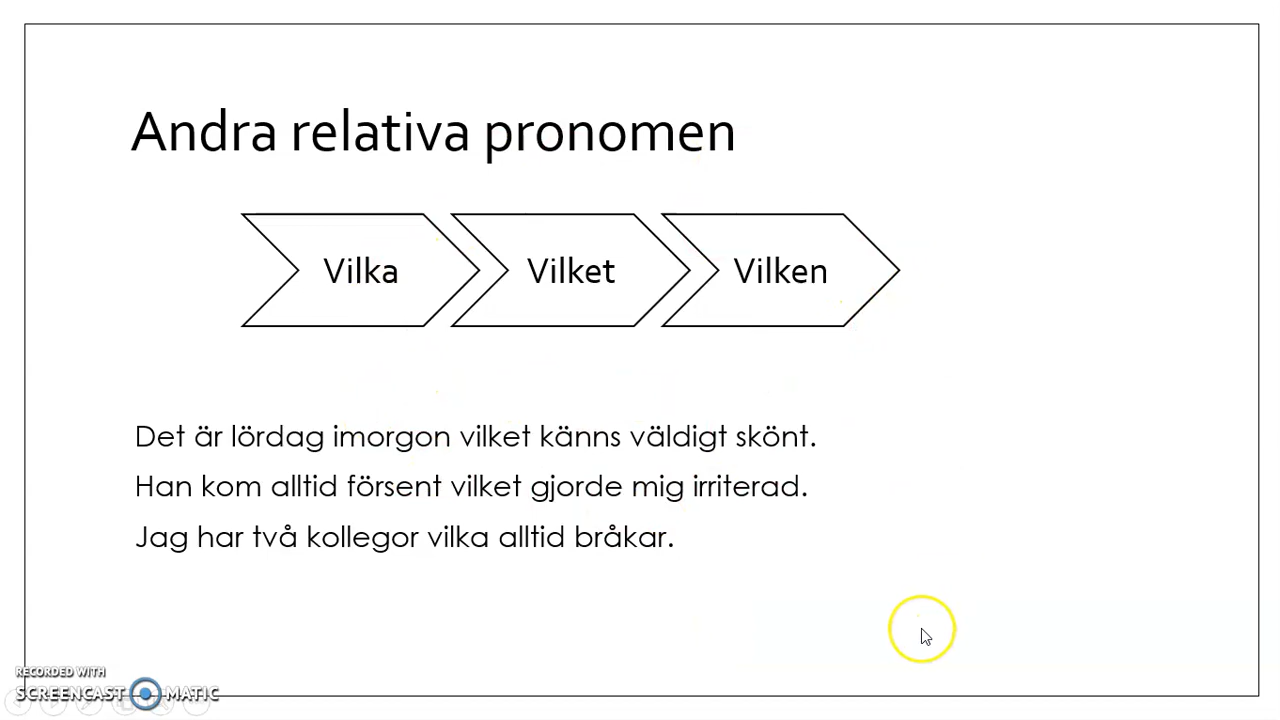 Andra relativa pronomen
Vilka Vilket Vilken
Det är lördag imorgon vilket känns väldigt skönt.
Han kom alltid försent vilket gjorde mig irriterad.
Jag har två kollegor vilka alltid bråkar.
RECORDED WITH
SCREENCAST MATIC